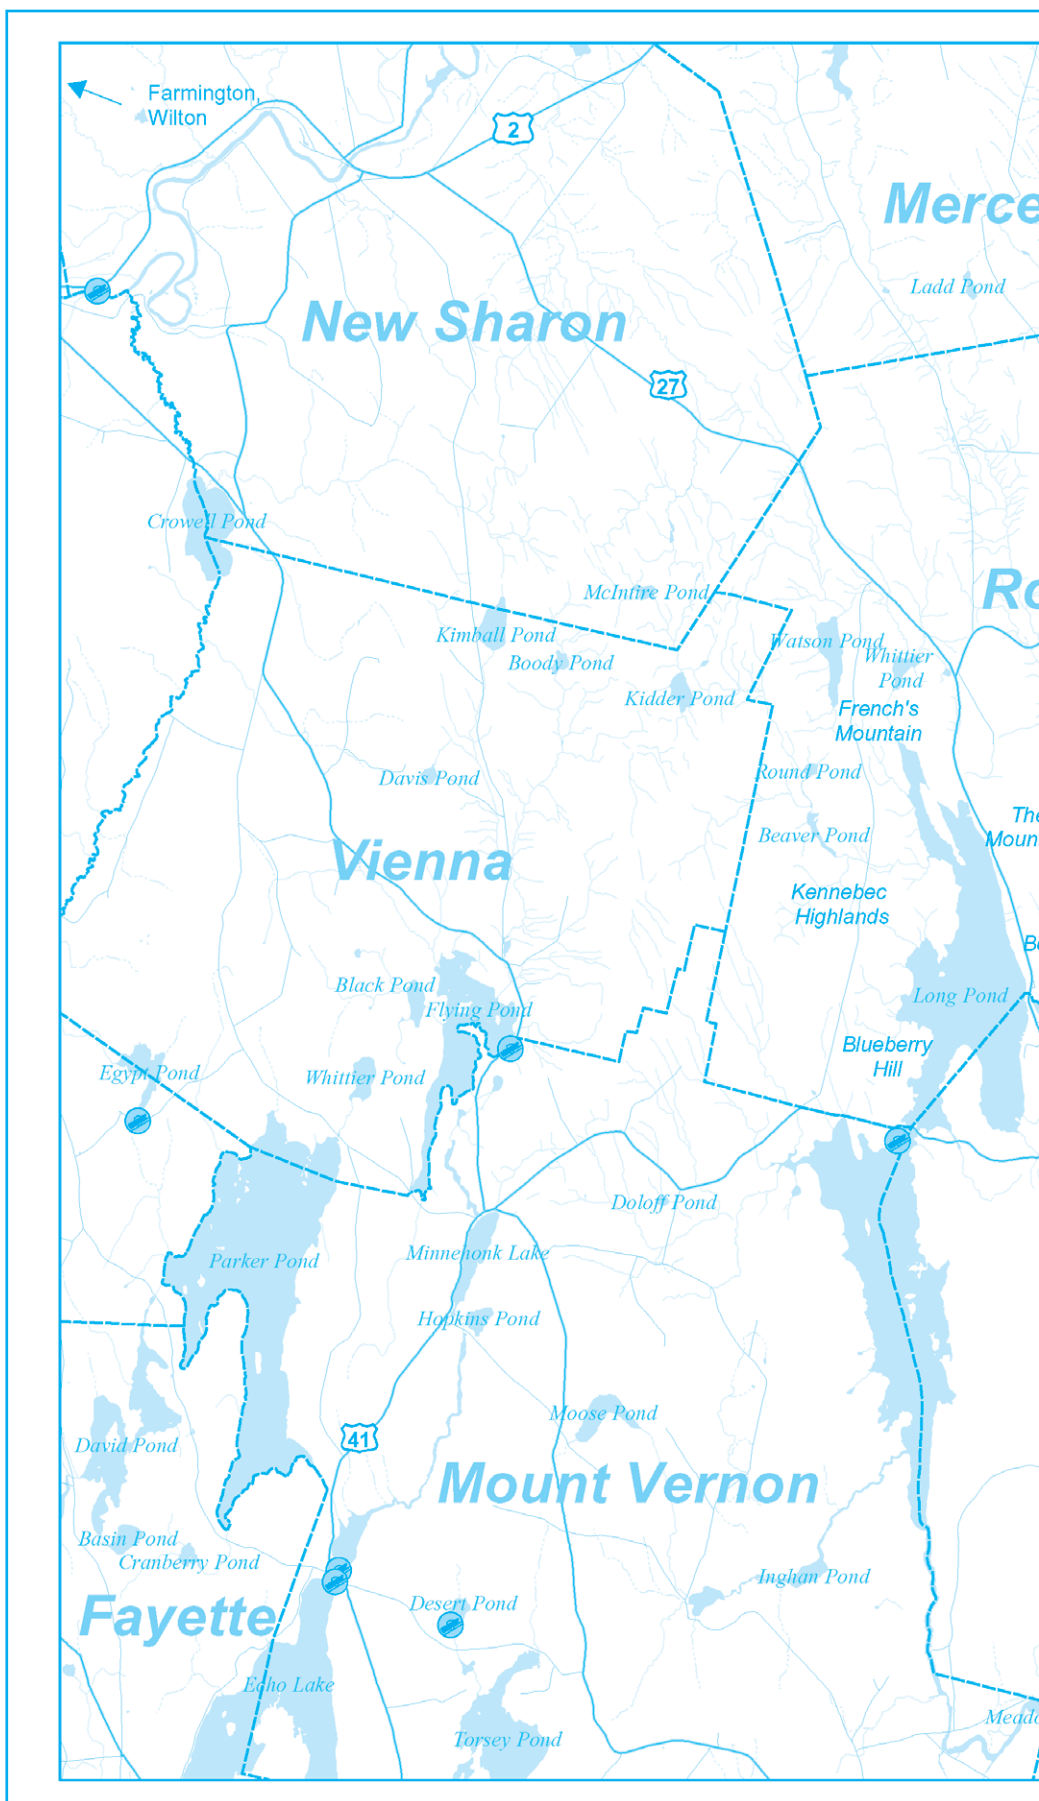 Farmington,
Wilton
2
Merce
Ladd Pond
New Sharon
27
Crowell Pond
Ro
McIntire Pond
Kimball Pond
Boody Pond
Watson Pond
Whittier
Pond
Kidder Pond
French's
Mountain
Davis Pond
Round Pond
The
Moun
Beaver Pond
Vienna
Kennebec
Highlands
Be
Black Pond
Long Pond
Flying Pond
Blueberry
Hill
Egypt Pond
Whittier Pond
Doloff Pond
Parker Pond
Minnehonk Lake
Hopkins Pond
Moose Pond
41
David Pond
Mount Vernon
Basin Pond
Cranberry Pond
Inghan Pond
Fayette
Desert Pond
Echo Lake
Meado
Torsey Pond